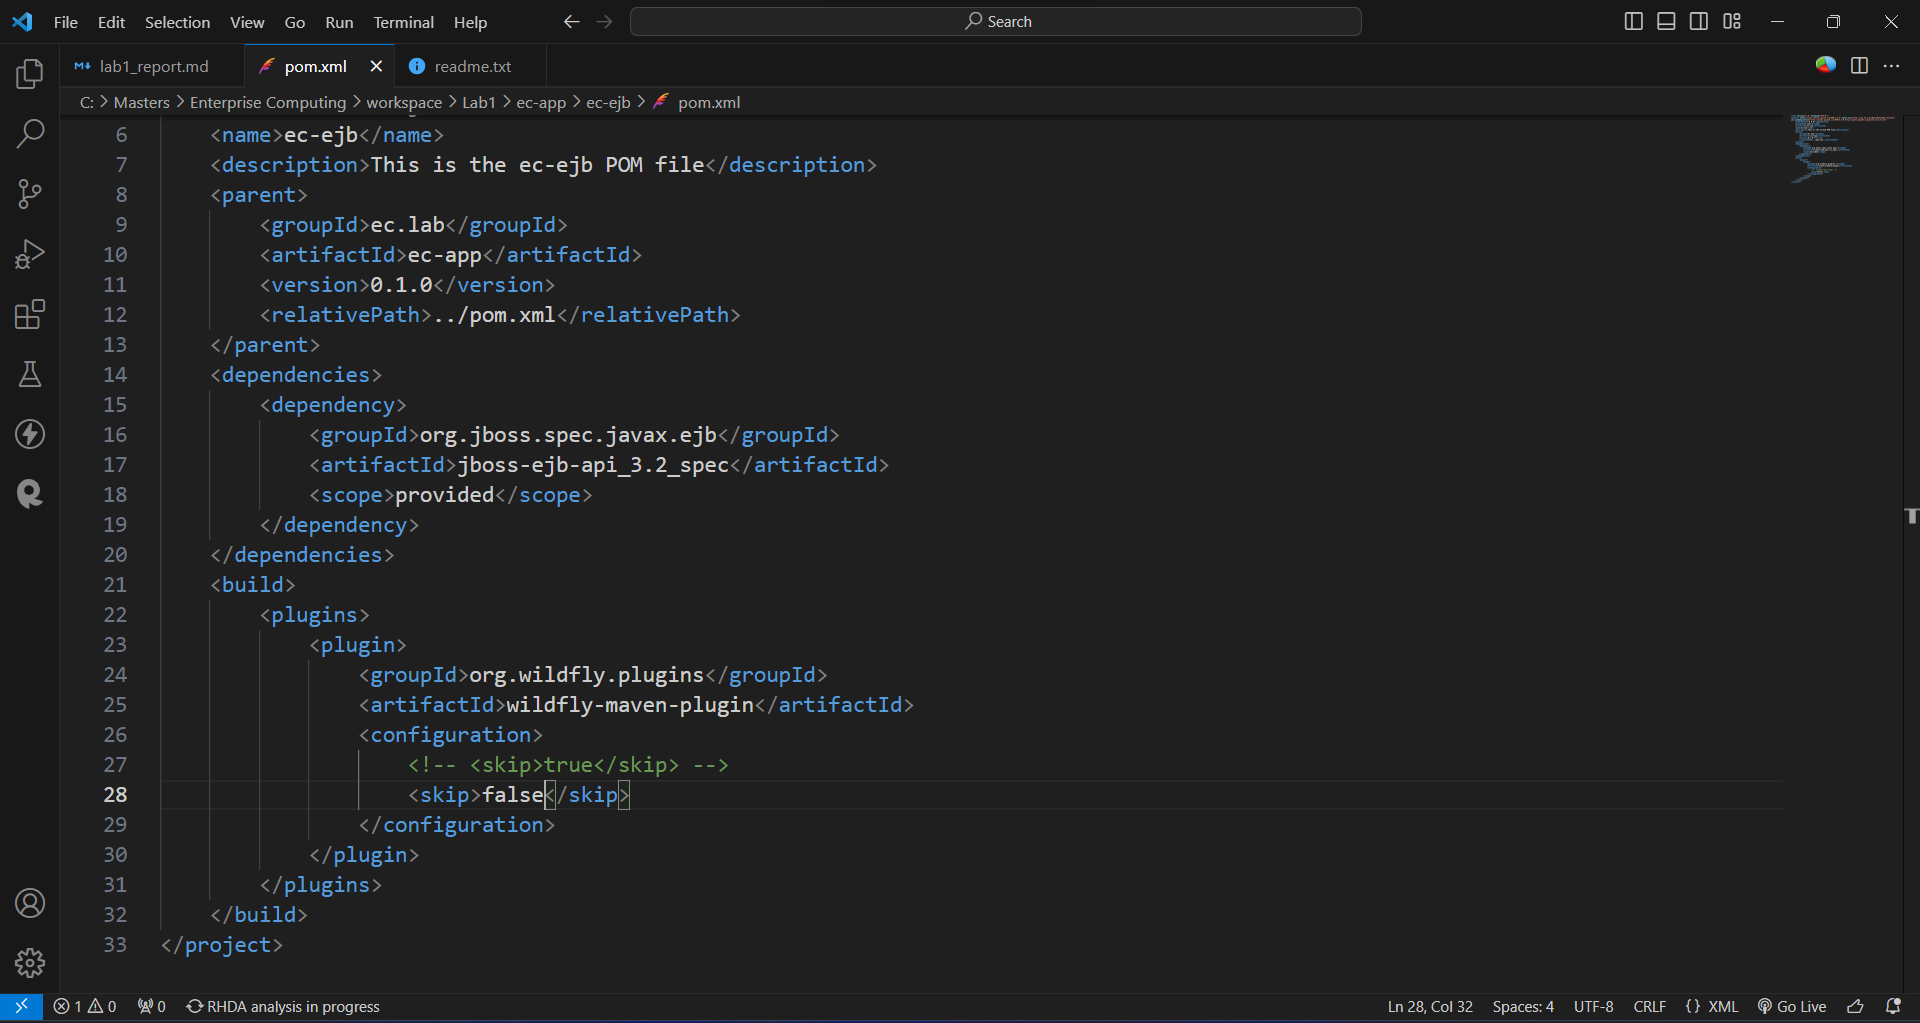 File Edit Selection View Go Run Terminal Help Search
lab1_report.md pom.xml readme.txt
C: > Masters > Enterprise Computing > workspace > Lab1 > ec-app > ec-ejb > pom.xml
6 <name>ec-ejb</name>
7 <description>This is the ec-ejb POM file</description>
8 <parent>
9 <groupId>ec.lab</groupId>
10 <artifactId>ec-app</artifactId>
11 <version>0.1.0</version>
12 <relativePath>../pom.xml</relativePath>
13 </parent>
14 <dependencies>
15 <dependency>
16 <groupId>org.jboss.spec.javax.ejb</groupId>
17 <artifactId>jboss-ejb-api_3.2_spec</artifactId>
18 <scope>provided</scope>
19 </dependency>
20 </dependencies>
21 <build>
22 <plugins>
23 <plugin>
24 <groupId>org.wildfly.plugins</groupId>
25 <artifactId>wildfly-maven-plugin</artifactId>
26 <configuration>
27 <!-- <skip>true</skip> -->
28 <skip>false</skip>
29 </configuration>
30 </plugin>
31 </plugins>
32 </build>
33 </project>
1 0 0 RHDA analysis in progress Ln 28, Col 32 Spaces: 4 UTF-8 CRLF {} XML Go Live